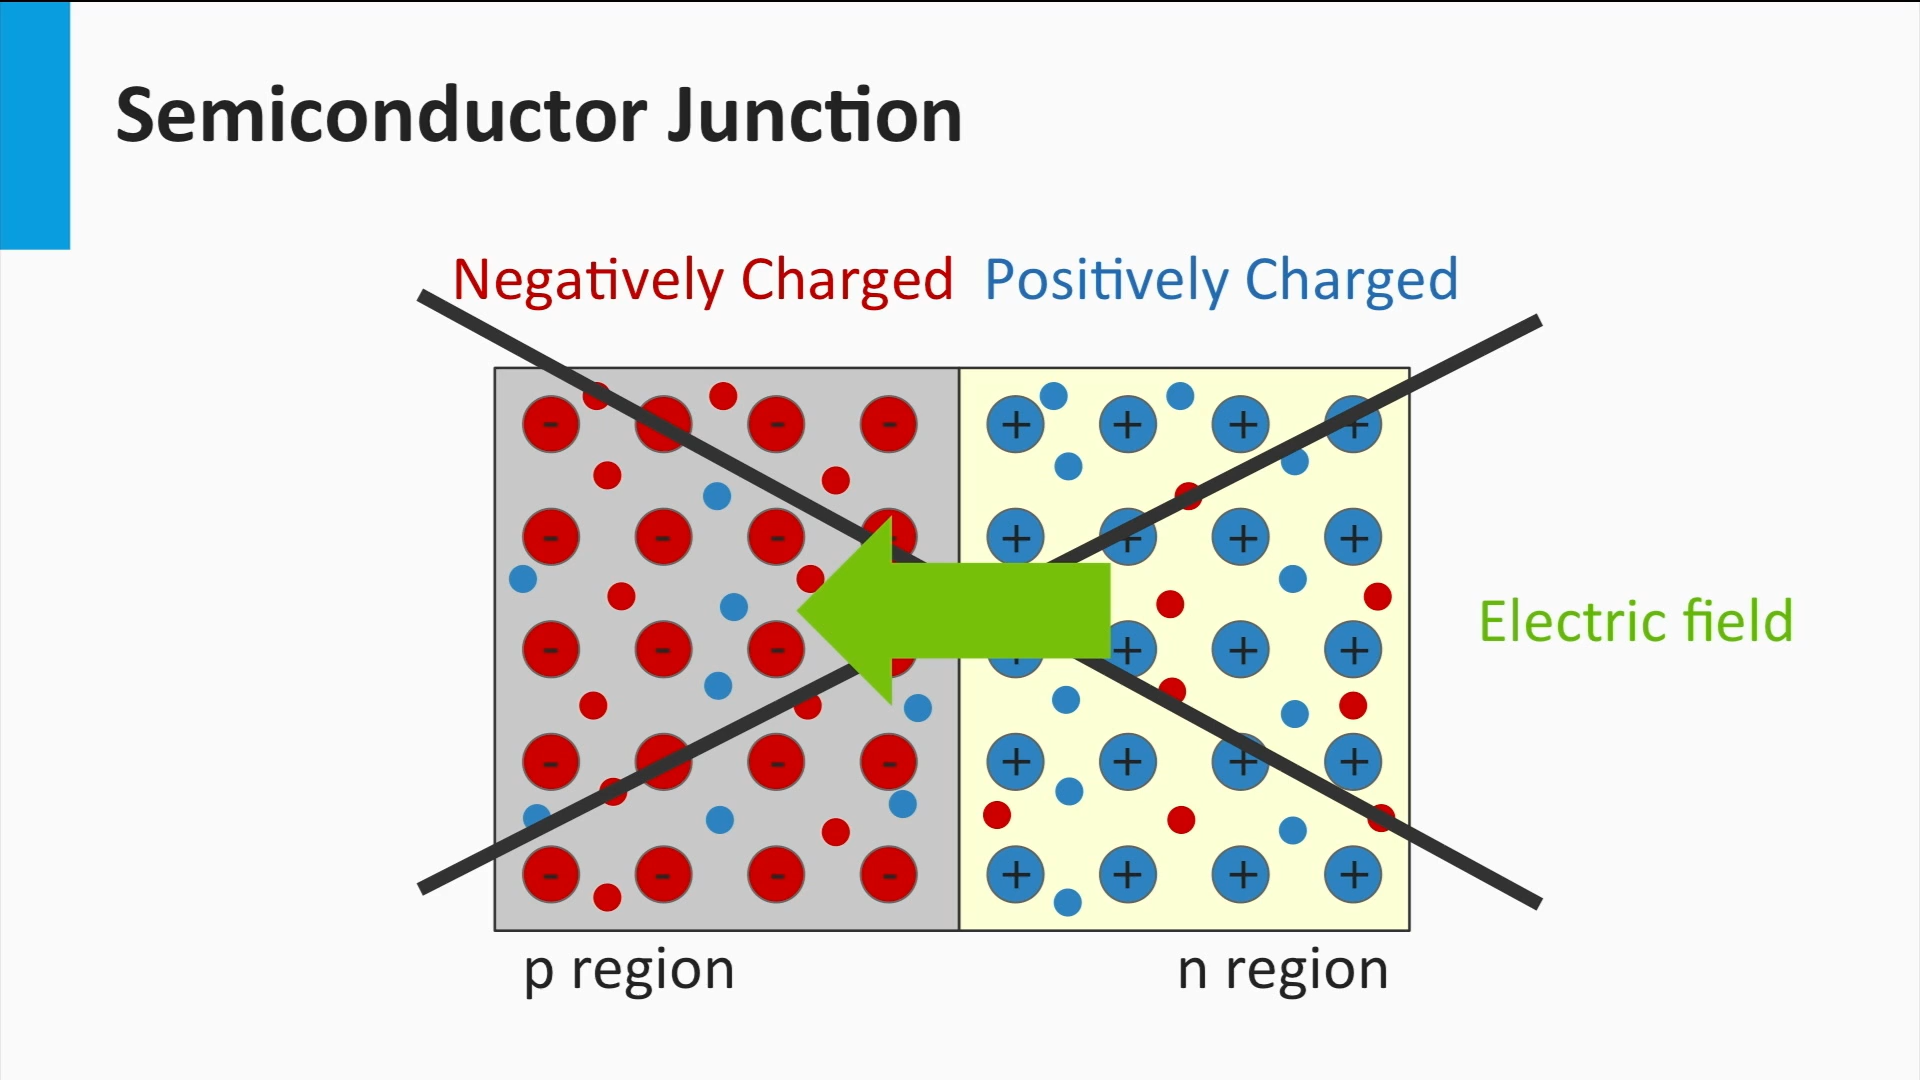 Semiconductor Junction
Negatively Charged Positively Charged
- - - - + + + +
- - - - + + + +
Electric field
- - - + + +
- - - - + + + +
- - - - + + + +
p region n region